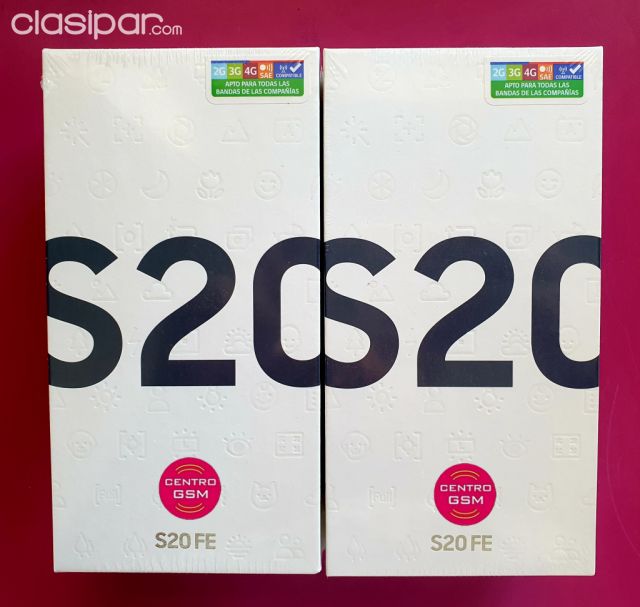 clasipar.com
2G 3G 4G SAE COMPATIBLE
APTO PARA TODAS LAS
BANDAS DE LAS COMPAÑÍAS
S20
CENTRO
GSM
S20 FE
2G 3G 4G SAE COMPATIBLE
APTO PARA TODAS LAS
BANDAS DE LAS COMPAÑÍAS
S20
CENTRO
GSM
S20 FE